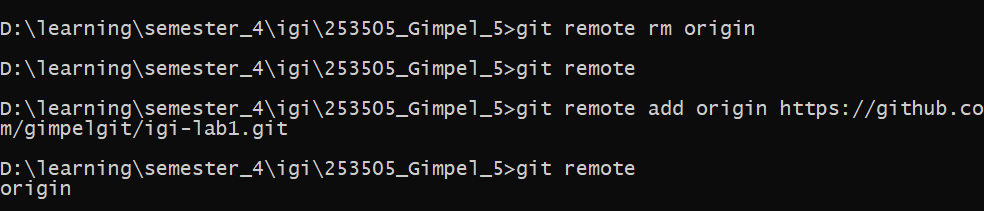 D:\learning\semester_4\igi\253505_Gimpel_5>git remote rm origin
D:\learning\semester_4\igi\253505_Gimpel_5>git remote
D:\learning\semester_4\igi\253505_Gimpel_5>git remote add origin https://github.co
m/gimpelgit/igi-lab1.git
D:\learning\semester_4\igi\253505_Gimpel_5>git remote
origin